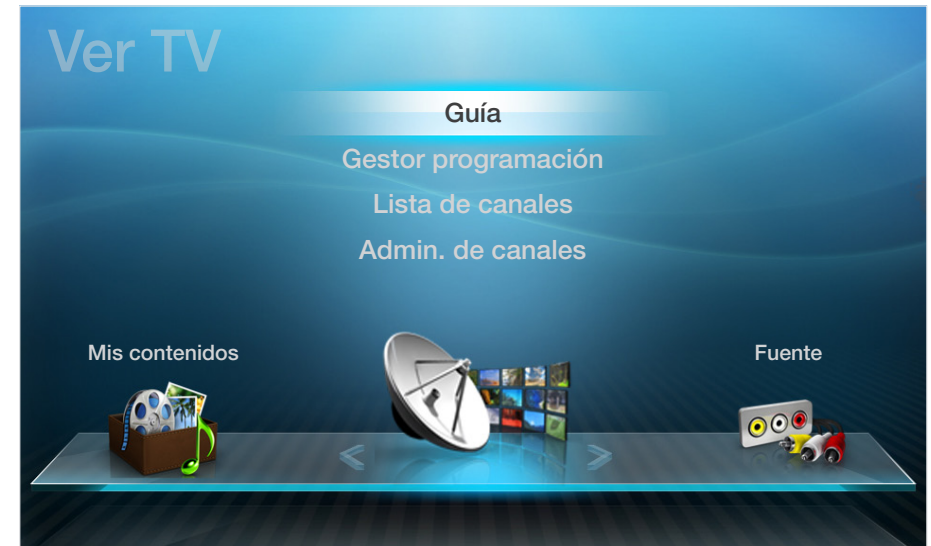 Ver TV
Guía
Gestor programación
Lista de canales
Admin. de canales
Mis contenidos
Fuente